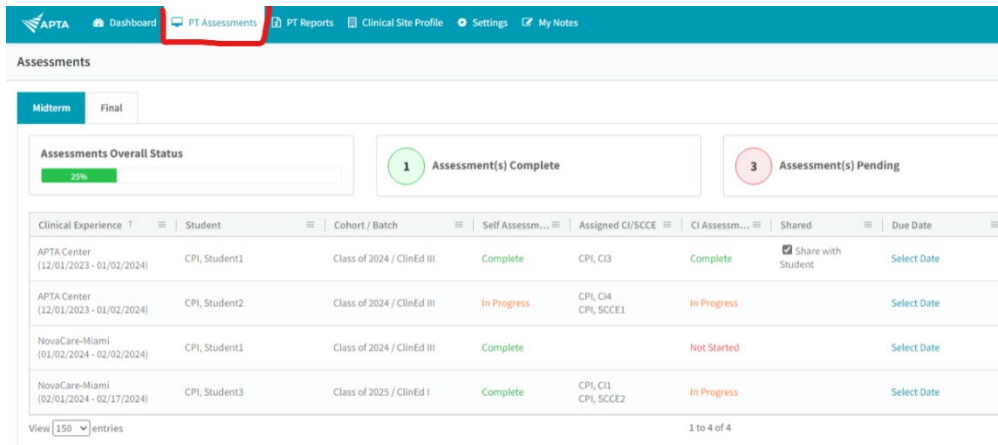 APTA Dashboard PT Assessments PT Reports Clinical Site Profile Settings My Notes
Assessments
Midterm Final
Assessments Overall Status
25%
1 Assessment(s) Complete
3 Assessment(s) Pending
Clinical Experience ↑ Student Cohort / Batch Self Assessm... Assigned CI/SCCE CI Assessm... Shared Due Date
APTA Center
(12/01/2023 - 01/02/2024) CPI, Student1 Class of 2024 / ClinEd III Complete CPI, CI3 Complete Share with
Student Select Date
APTA Center
(12/01/2023 - 01/02/2024) CPI, Student2 Class of 2024 / ClinEd III In Progress CPI, CI4
CPI, SCCE1 In Progress Select Date
NovaCare-Miami
(01/02/2024 - 02/02/2024) CPI, Student1 Class of 2024 / ClinEd III Complete Not Started Select Date
NovaCare-Miami
(02/01/2024 - 02/17/2024) CPI, Student3 Class of 2025 / ClinEd I Complete CPI, CI1
CPI, SCCE2 In Progress Select Date
View 150 entries 1 to 4 of 4